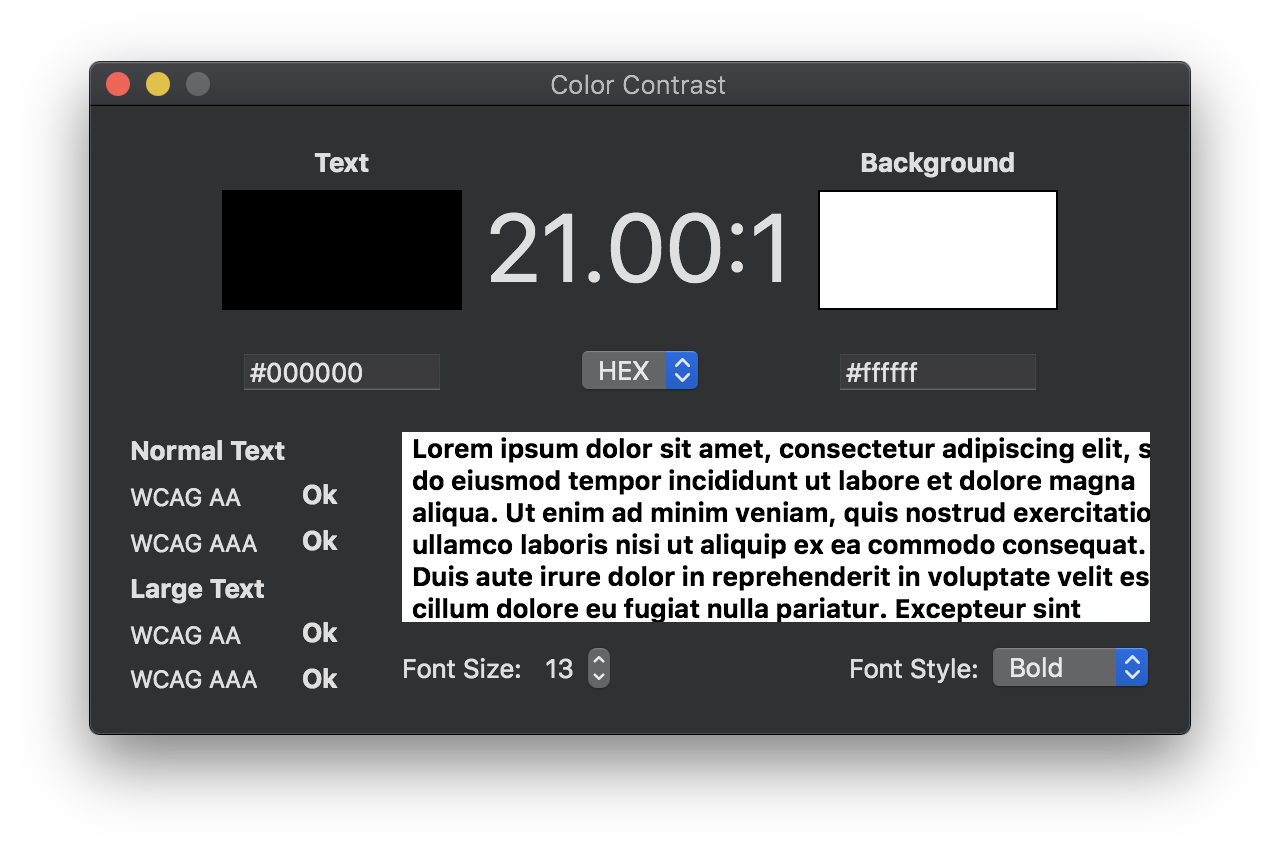 Color Contrast
Text
Background
21.00:1
#000000
HEX
#ffffff
Normal Text
WCAG AA Ok
WCAG AAA Ok
Large Text
WCAG AA Ok
WCAG AAA Ok
Lorem ipsum dolor sit amet, consectetur adipiscing elit, s
do eiusmod tempor incididunt ut labore et dolore magna
aliqua. Ut enim ad minim veniam, quis nostrud exercitatio
ullamco laboris nisi ut aliquip ex ea commodo consequat.
Duis aute irure dolor in reprehenderit in voluptate velit es
cillum dolore eu fugiat nulla pariatur. Excepteur sint
Font Size: 13
Font Style: Bold